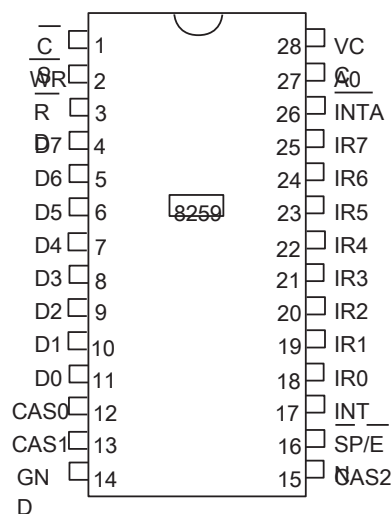 C 1 28 VC
S C
WR 2 27 A0
R 3 26 INTA
D
D7 4 25 IR7
D6 5 24 IR6
D5 6 8259 23 IR5
D4 7 22 IR4
D3 8 21 IR3
D2 9 20 IR2
D1 10 19 IR1
D0 11 18 IR0
CAS0 12 17 INT
CAS1 13 16 SP/E
N
GN 14 15 CAS2
D